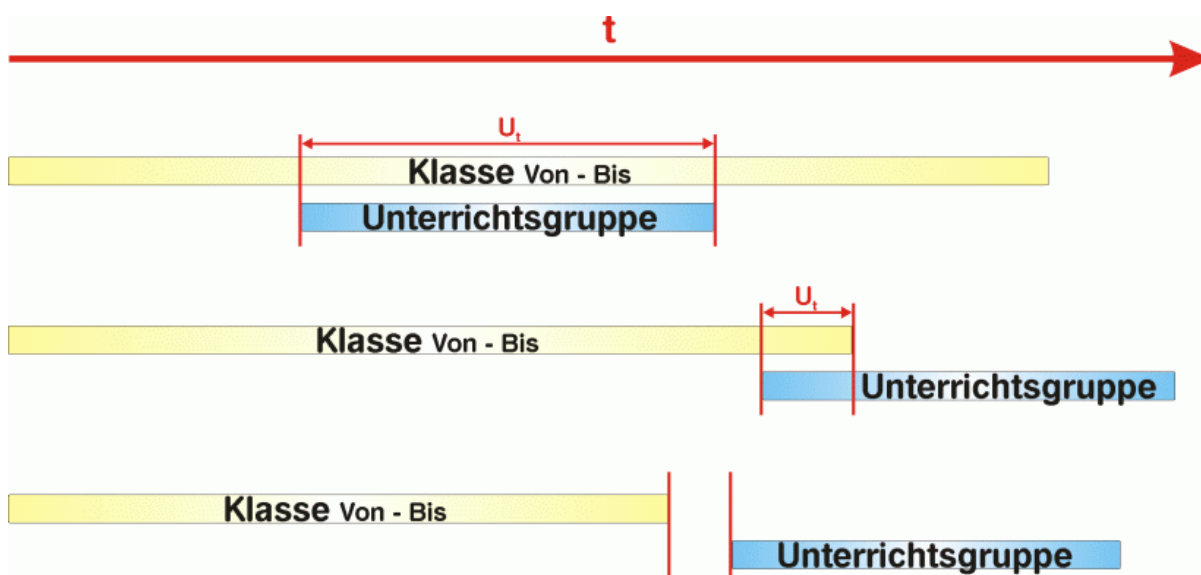 t
Ut
Klasse Von - Bis
Unterrichtsgruppe
Ut
Klasse Von - Bis
Unterrichtsgruppe
Klasse Von - Bis
Unterrichtsgruppe